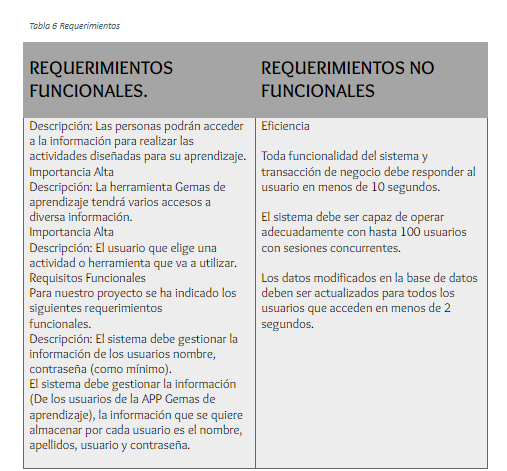 Tabla 6 Requerimientos
REQUERIMIENTOS
FUNCIONALES.
REQUERIMIENTOS NO
FUNCIONALES
Descripción: Las personas podrán acceder
a la información para realizar las
actividades diseñadas para su aprendizaje.
Importancia Alta
Descripción: La herramienta Gemas de
aprendizaje tendrá varios accesos a
diversa información.
Importancia Alta
Descripción: El usuario que elige una
actividad o herramienta que va a utilizar.
Requisitos Funcionales
Para nuestro proyecto se ha indicado los
siguientes requerimientos
funcionales.
Descripción: El sistema debe gestionar la
información de los usuarios nombre,
contraseña (como mínimo).
El sistema debe gestionar la información
(De los usuarios de la APP Gemas de
aprendizaje), la información que se quiere
almacenar por cada usuario es el nombre,
apellidos, usuario y contraseña.
Eficiencia
Toda funcionalidad del sistema y
transacción de negocio debe responder al
usuario en menos de 10 segundos.
El sistema debe ser capaz de operar
adecuadamente con hasta 100 usuarios
con sesiones concurrentes.
Los datos modificados en la base de datos
deben ser actualizados para todos los
usuarios que acceden en menos de 2
segundos.